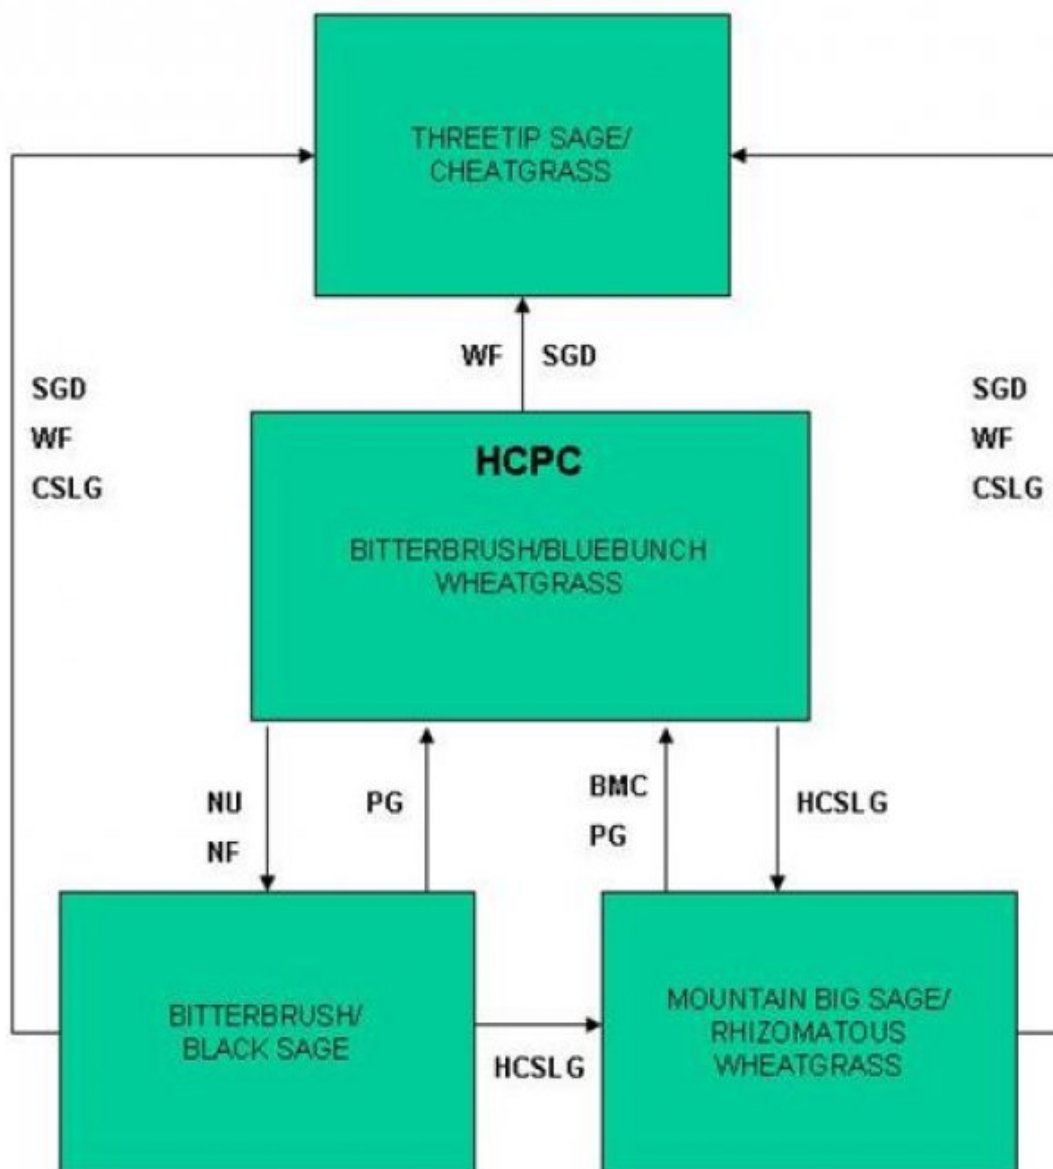 THREETIP SAGE/
CHEATGRASS
WF SGD
SGD
WF
CSLG
SGD
WF
CSLG
HCPC
BITTERBRUSH/BLUEBUNCH
WHEATGRASS
NU
NF
PG
BMC
PG
HCSLG
BITTERBRUSH/
BLACK SAGE
HCSLG
MOUNTAIN BIG SAGE/
RHIZOMATOUS
WHEATGRASS